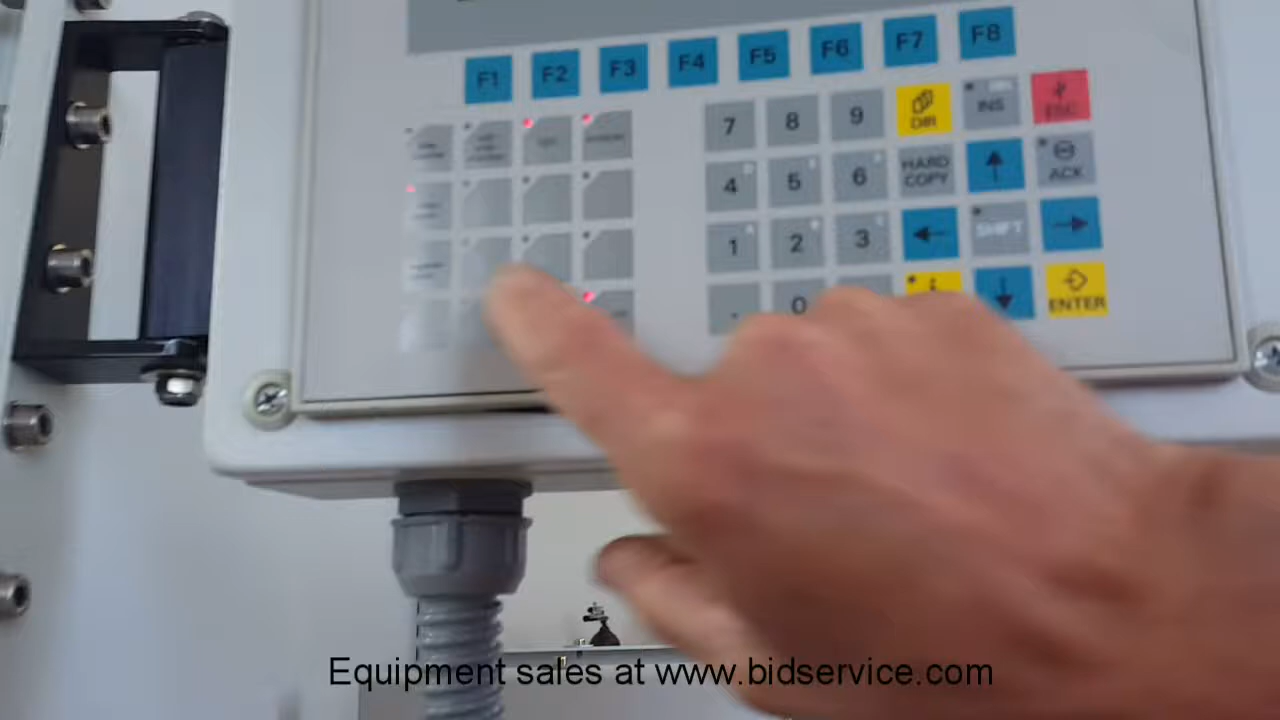 F1 F2 F3 F4 F5 F6 F7 F8
7 8 9 DIR INS ESC
4 5 6 HARD COPY ACK
1 2 3 SHIFT
. 0 ENTER
Equipment sales at www.bidservice.com